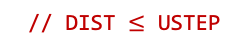 // DIST ≤ USTEP